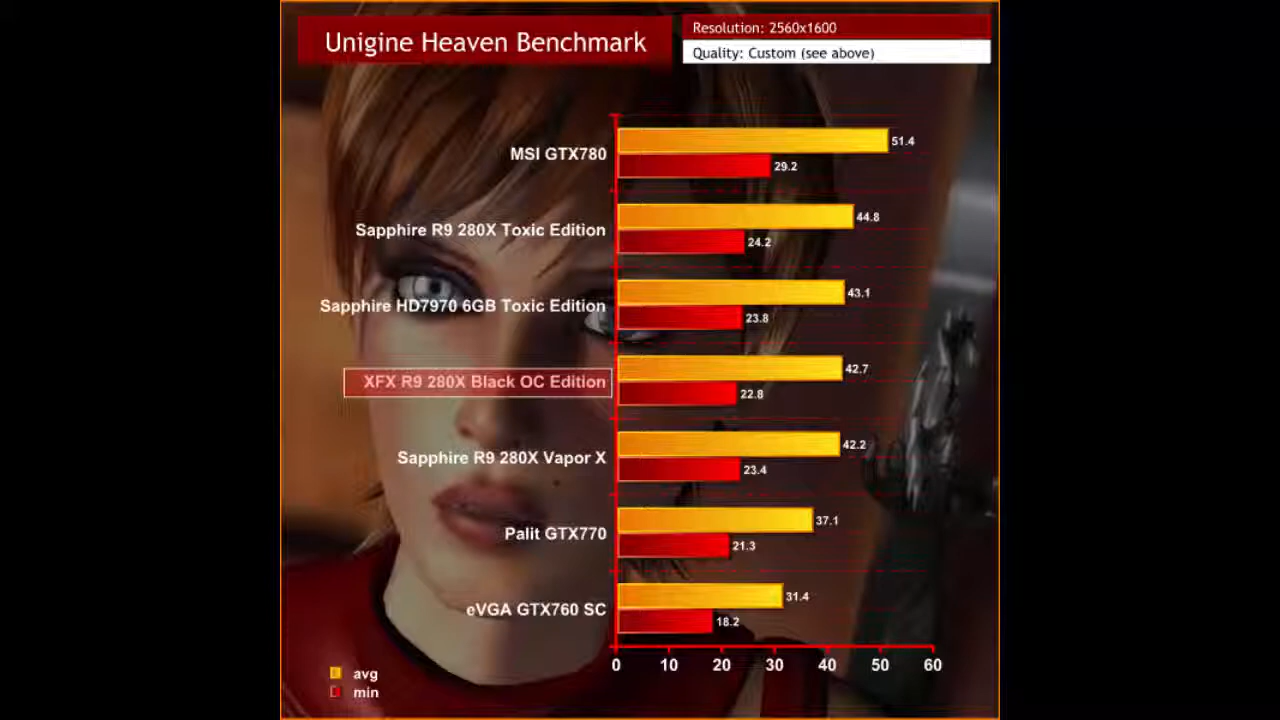 Unigine Heaven Benchmark
Resolution: 2560x1600
Quality: Custom (see above)
MSI GTX780
51.4
29.2
Sapphire R9 280X Toxic Edition
44.8
24.2
Sapphire HD7970 6GB Toxic Edition
43.1
23.8
XFX R9 280X Black OC Edition
42.7
22.8
Sapphire R9 280X Vapor X
42.2
23.4
Palit GTX770
37.1
21.3
eVGA GTX760 SC
31.4
18.2
0 10 20 30 40 50 60
avg
min